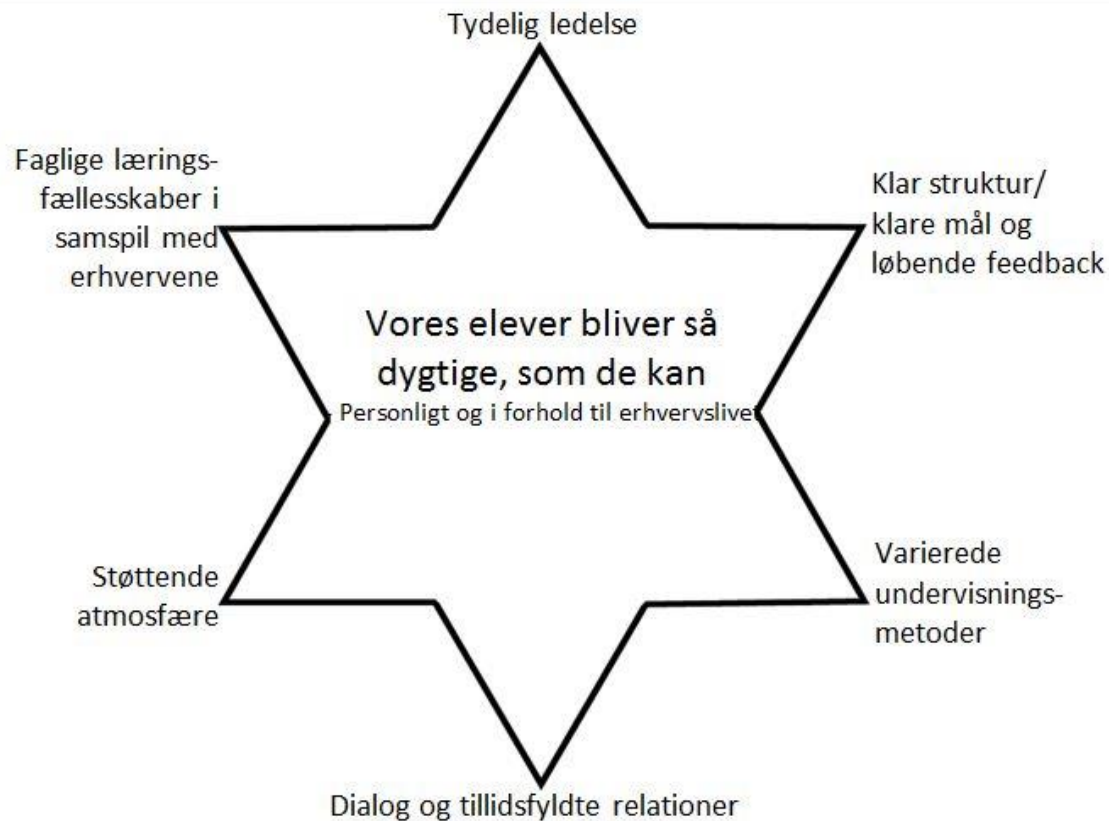 Tydelig ledelse
Faglige lærings-
fællesskaber i
samspil med
erhvervene
Klar struktur/
klare mål og
løbende feedback
Vores elever bliver så
dygtige, som de kan
- Personligt og i forhold til erhvervslivet
Støttende
atmosfære
Varierede
undervisnings-
metoder
Dialog og tillidsfyldte relationer